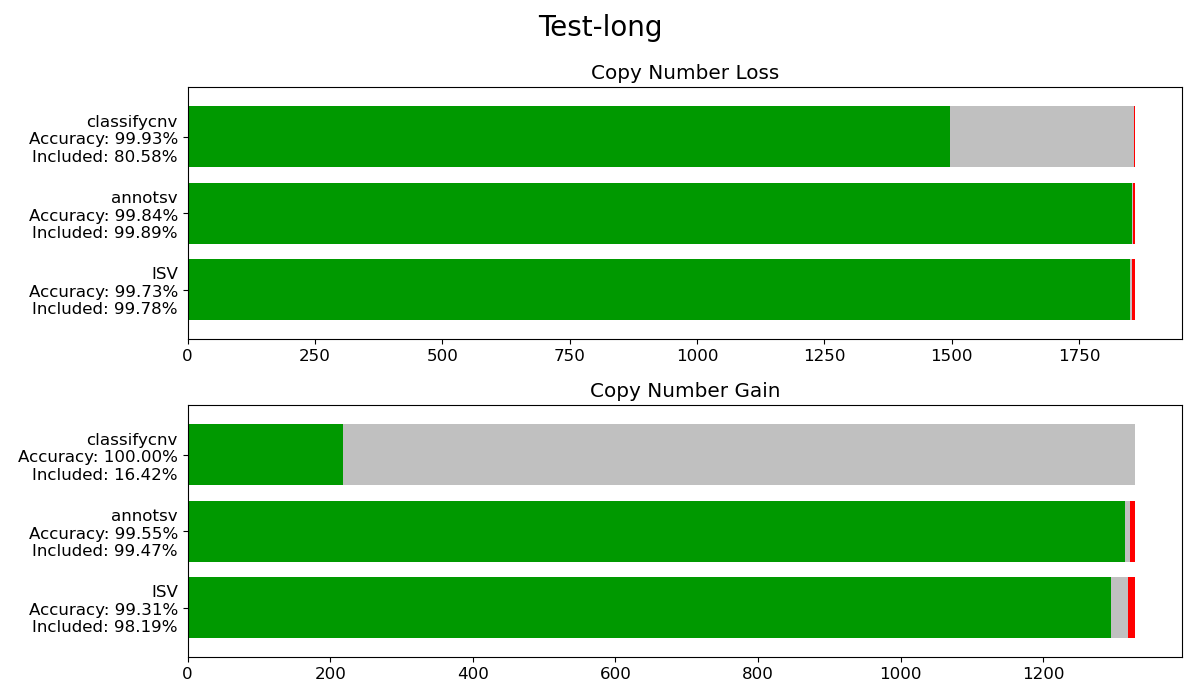 Test-long
Copy Number Loss
classifycnv
Accuracy: 99.93%
Included: 80.58%
annotsv
Accuracy: 99.84%
Included: 99.89%
ISV
Accuracy: 99.73%
Included: 99.78%
0 250 500 750 1000 1250 1500 1750
Copy Number Gain
classifycnv
Accuracy: 100.00%
Included: 16.42%
annotsv
Accuracy: 99.55%
Included: 99.47%
ISV
Accuracy: 99.31%
Included: 98.19%
0 200 400 600 800 1000 1200